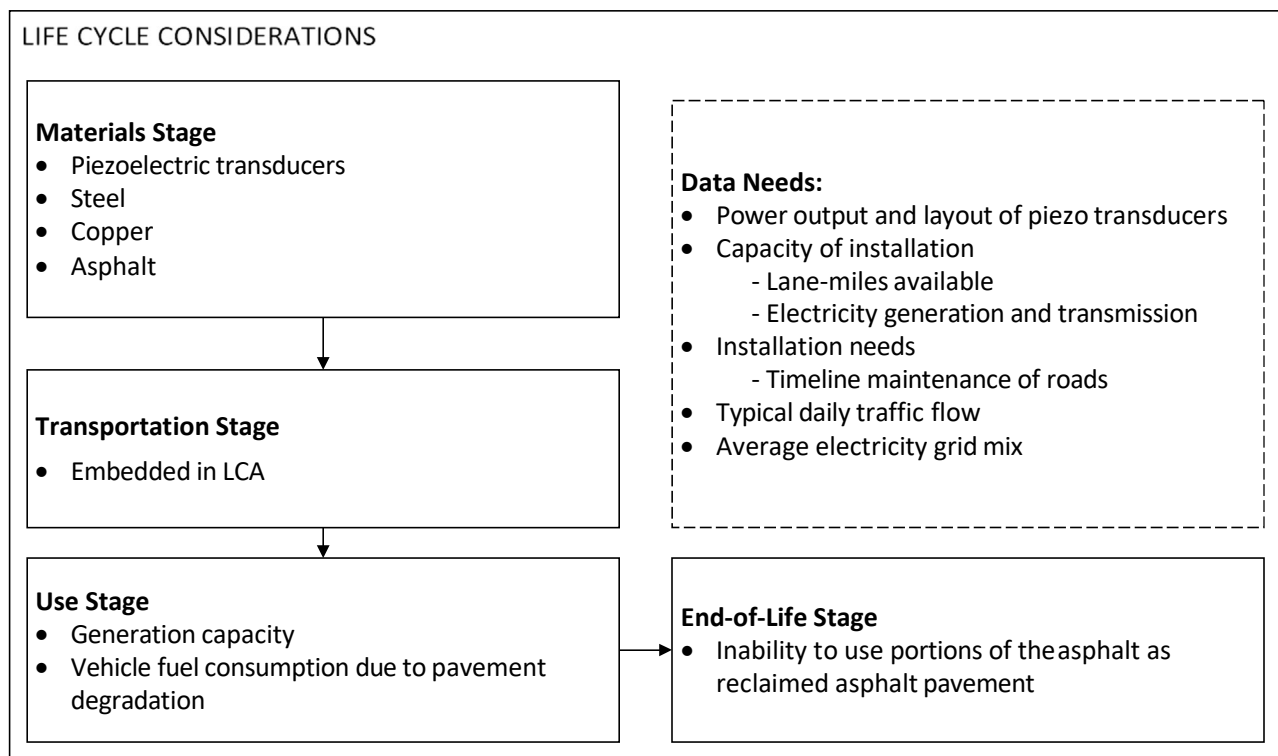 LIFE CYCLE CONSIDERATIONS
Materials Stage
• Piezoelectric transducers
• Steel
• Copper
• Asphalt
Transportation Stage
• Embedded in LCA
Use Stage
• Generation capacity
• Vehicle fuel consumption due to pavement
degradation
Data Needs:
• Power output and layout of piezo transducers
• Capacity of installation
- Lane-miles available
- Electricity generation and transmission
• Installation needs
- Timeline maintenance of roads
• Typical daily traffic flow
• Average electricity grid mix
End-of-Life Stage
• Inability to use portions of the asphalt as
reclaimed asphalt pavement